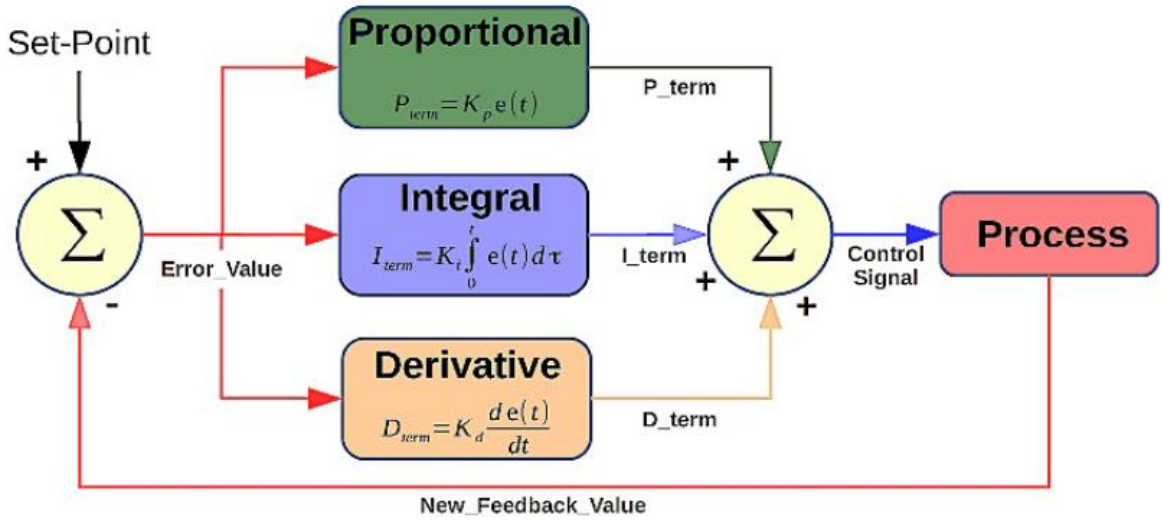 Set-Point
+
Σ
-
Error_Value
Proportional
P_term = K_p e(t)
P_term
Integral
I_term = K_i ∫_0^t e(t) dτ
I_term
Derivative
D_term = K_d d e(t) / dt
D_term
+
+
+
Σ
Control
Signal
Process
New_Feedback_Value